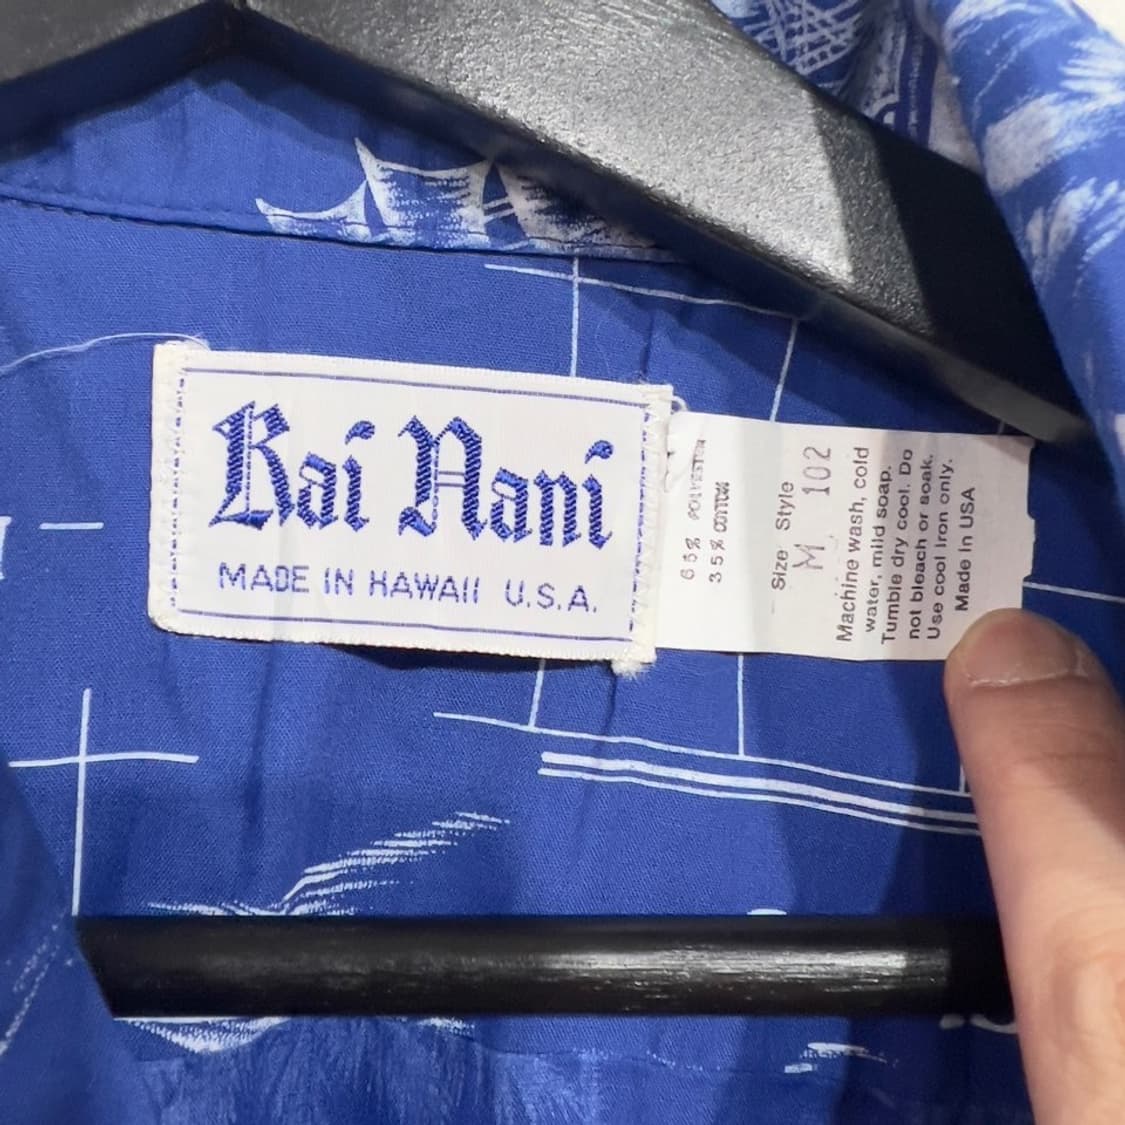 Kai Nani
MADE IN HAWAII U.S.A.
65% POLYESTER
35% COTTON
Size Style
M 102
Machine wash, cold
water, mild soap.
Tumble dry cool. Do
not bleach or soak.
Use cool iron only.
Made in USA